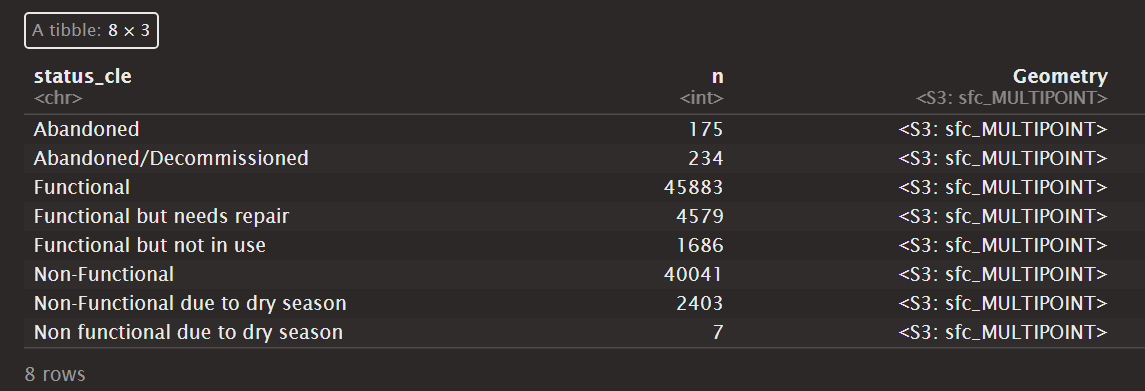 A tibble: 8 × 3
status_cle n Geometry
<chr> <int> <S3: sfc_MULTIPOINT>
Abandoned 175 <S3: sfc_MULTIPOINT>
Abandoned/Decommissioned 234 <S3: sfc_MULTIPOINT>
Functional 45883 <S3: sfc_MULTIPOINT>
Functional but needs repair 4579 <S3: sfc_MULTIPOINT>
Functional but not in use 1686 <S3: sfc_MULTIPOINT>
Non-Functional 40041 <S3: sfc_MULTIPOINT>
Non-Functional due to dry season 2403 <S3: sfc_MULTIPOINT>
Non functional due to dry season 7 <S3: sfc_MULTIPOINT>
8 rows